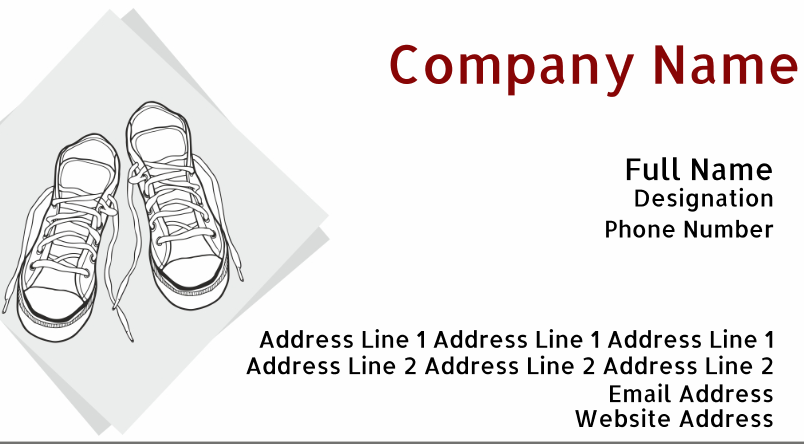 Company Name
Full Name
Designation
Phone Number
Address Line 1 Address Line 1 Address Line 1
Address Line 2 Address Line 2 Address Line 2
Email Address
Website Address